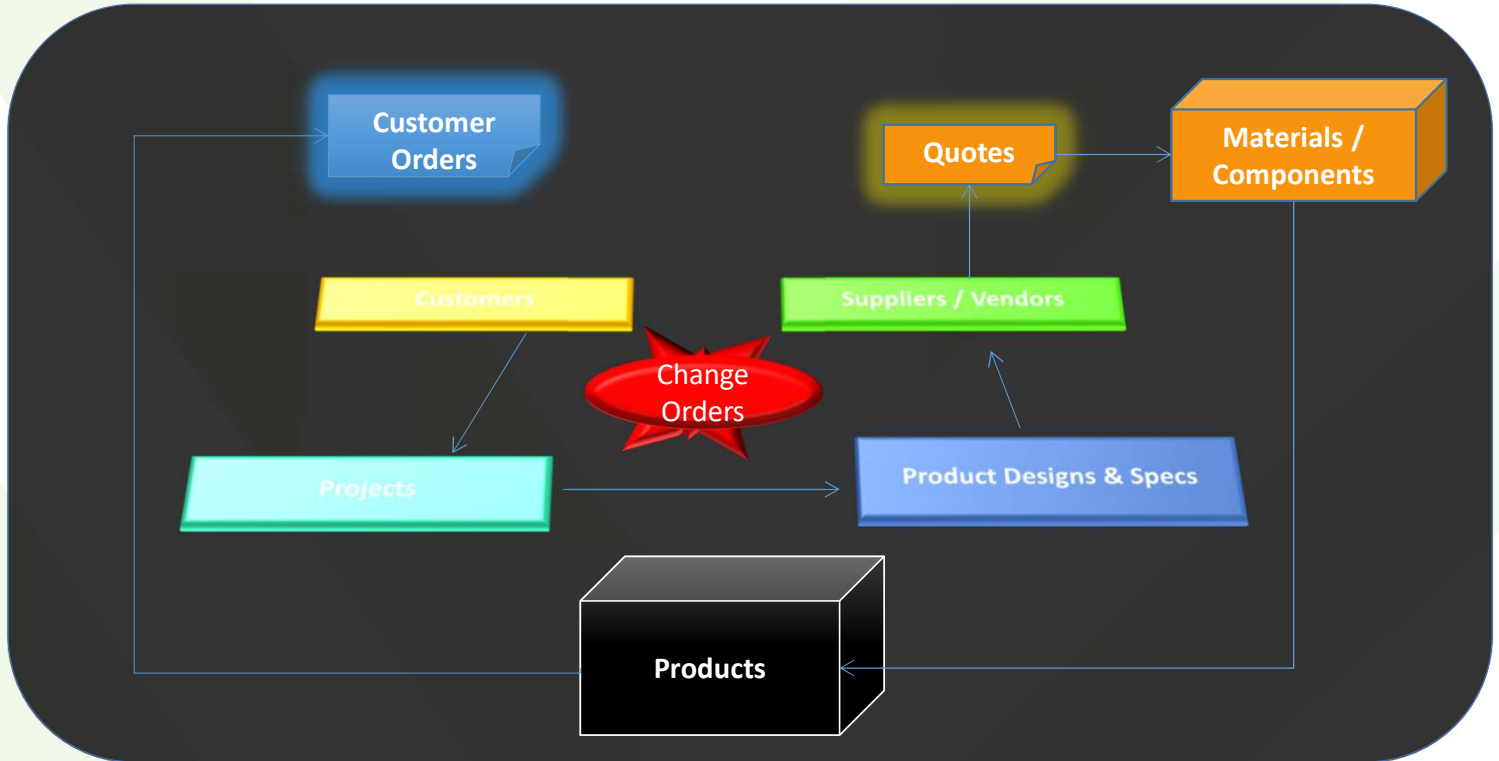 Customer
Orders
Quotes
Materials /
Components
Customers
Suppliers / Vendors
Change
Orders
Projects
Product Designs & Specs
Products